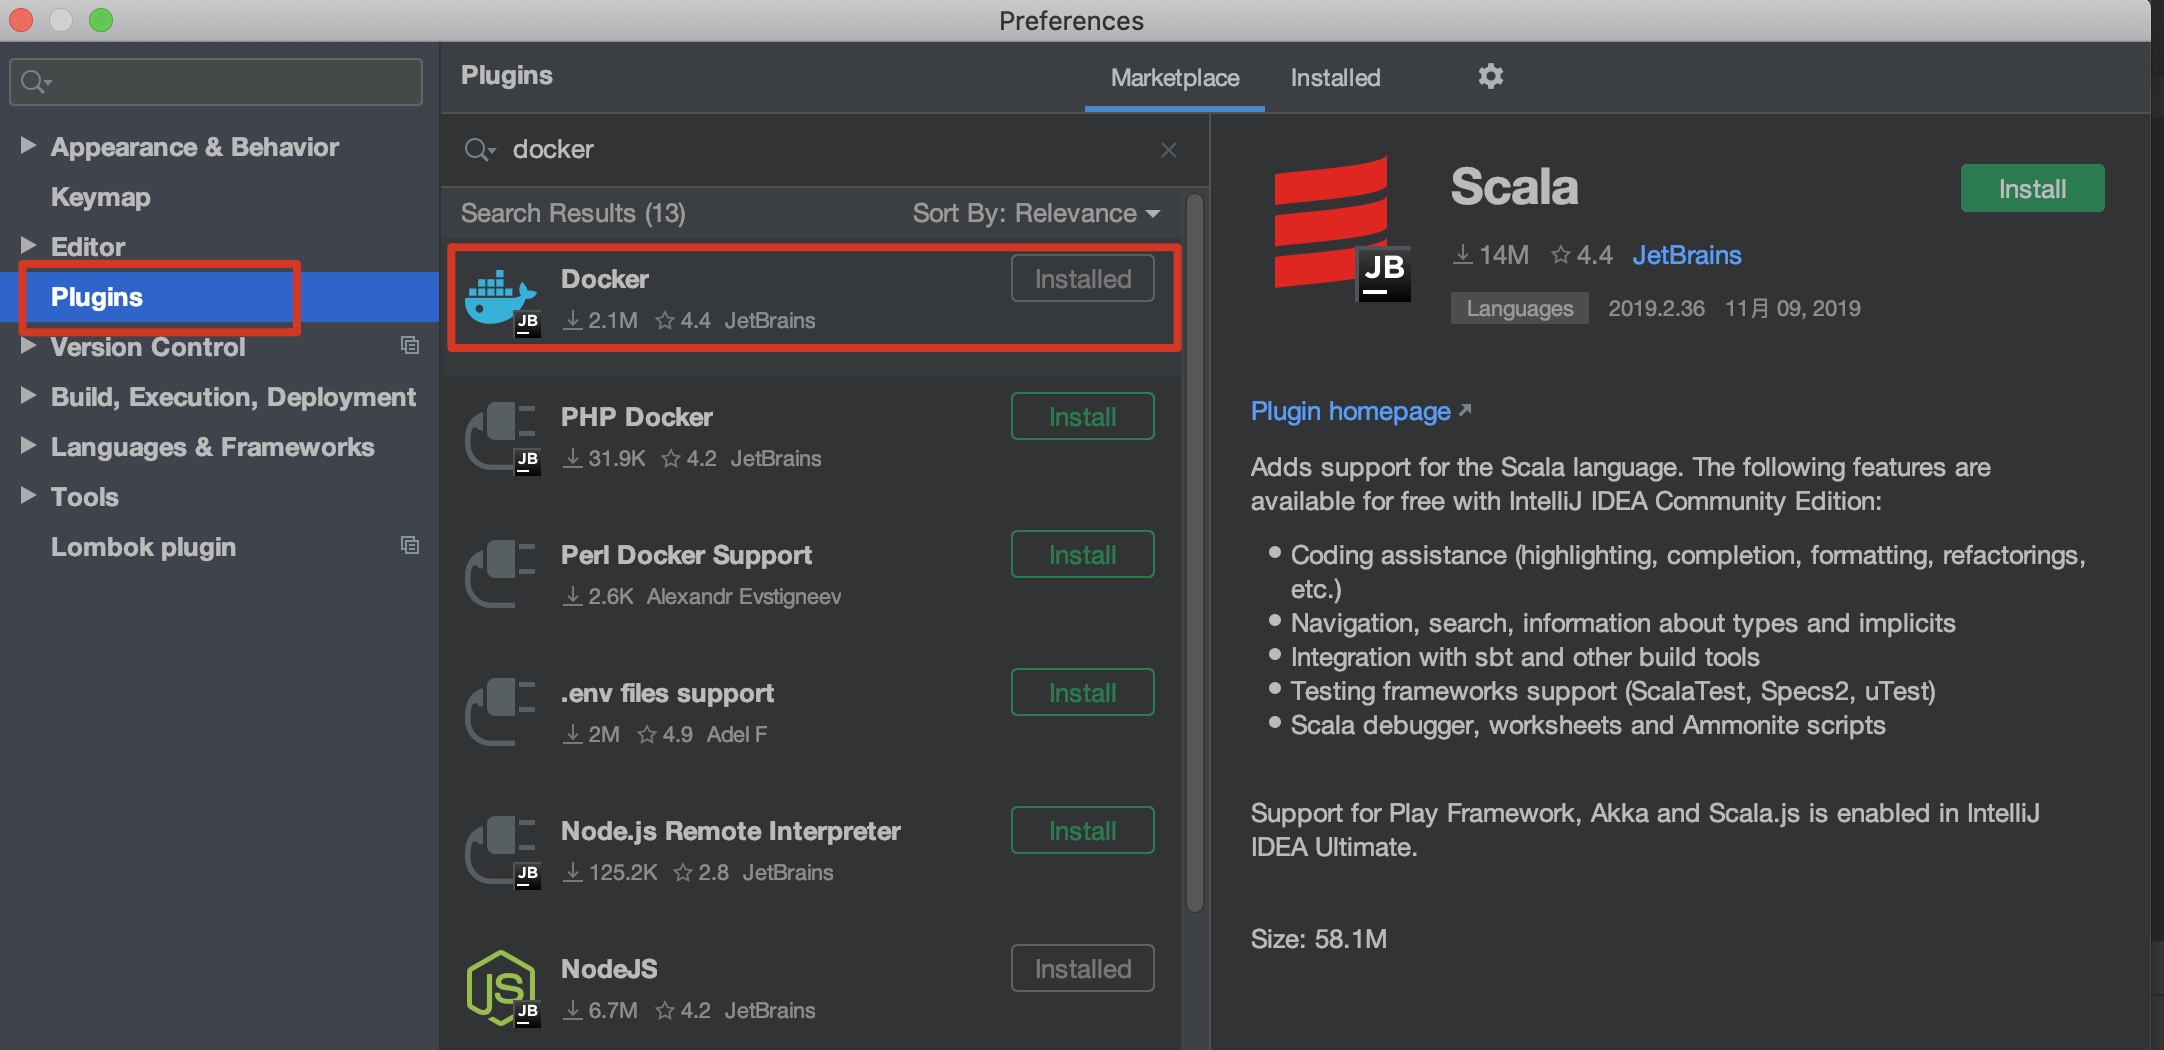 Preferences
Appearance & Behavior
Keymap
Editor
Plugins
Version Control
Build, Execution, Deployment
Languages & Frameworks
Tools
Lombok plugin
Plugins
Marketplace
Installed
docker
Search Results (13)
Sort By: Relevance
Docker
Installed
2.1M 4.4 JetBrains
JB
PHP Docker
Install
31.9K 4.2 JetBrains
JB
Perl Docker Support
Install
2.6K Alexandr Evstigneev
.env files support
Install
2M 4.9 Adel F
Node.js Remote Interpreter
Install
125.2K 2.8 JetBrains
JB
NodeJS
Installed
6.7M 4.2 JetBrains
JS
JB
Scala
Install
JB
14M 4.4 JetBrains
Languages 2019.2.36 11月 09, 2019
Plugin homepage
Adds support for the Scala language. The following features are
available for free with IntelliJ IDEA Community Edition:
Coding assistance (highlighting, completion, formatting, refactorings,
etc.)
Navigation, search, information about types and implicits
Integration with sbt and other build tools
Testing frameworks support (ScalaTest, Specs2, uTest)
Scala debugger, worksheets and Ammonite scripts
Support for Play Framework, Akka and Scala.js is enabled in IntelliJ
IDEA Ultimate.
Size: 58.1M